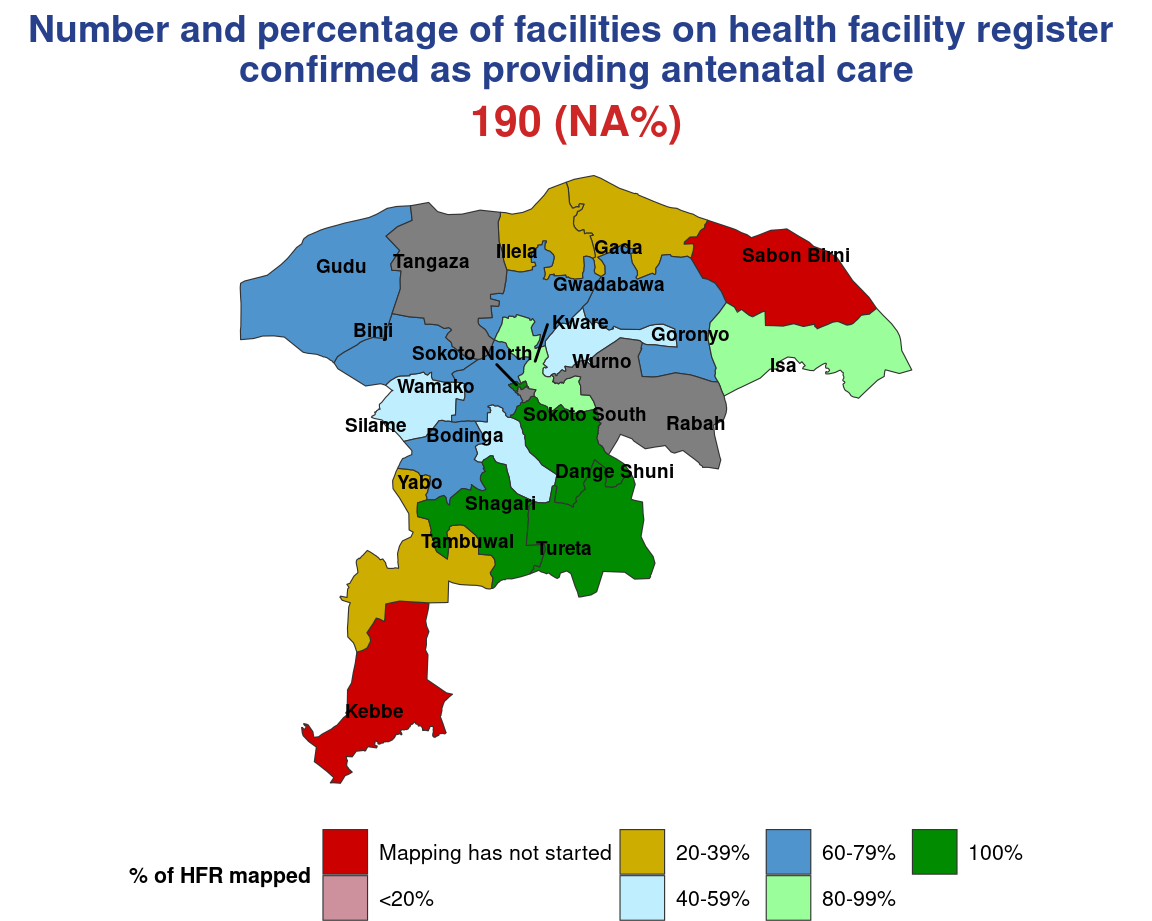 Number and percentage of facilities on health facility register
confirmed as providing antenatal care
190 (NA%)
Gudu
Tangaza
Illela
Gada
Sabon Birni
Gwadabawa
Binji
Kware
Goronyo
Sokoto North
Wurno
Isa
Wamako
Silame
Sokoto South
Rabah
Bodinga
Dange Shuni
Yabo
Shagari
Tambuwal
Tureta
Kebbe
% of HFR mapped
Mapping has not started
<20%
20-39%
40-59%
60-79%
80-99%
100%